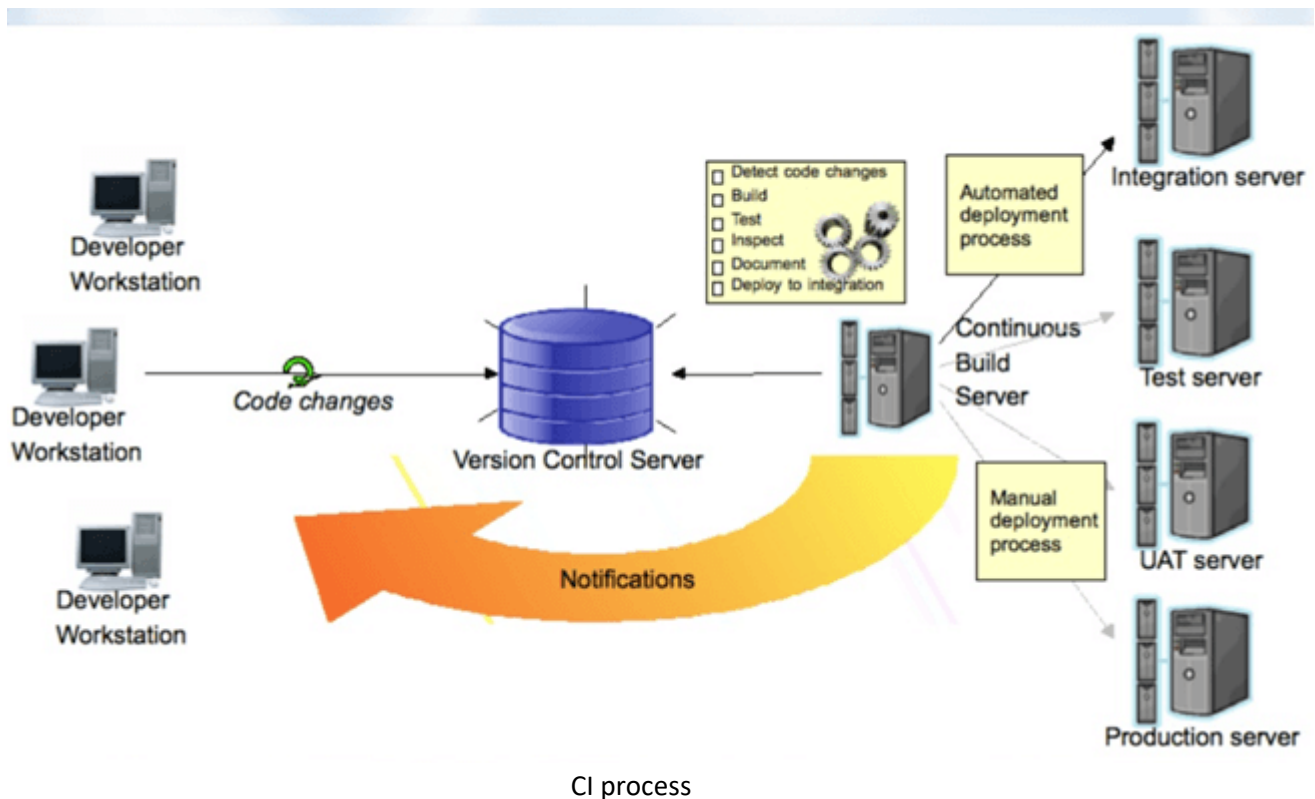 Developer
Workstation
Developer
Workstation
Developer
Workstation
Code changes
Version Control Server
Notifications
Detect code changes
Build
Test
Inspect
Document
Deploy to integration
Continuous
Build
Server
Automated
deployment
process
Manual
deployment
process
Integration server
Test server
UAT server
Production server
CI process